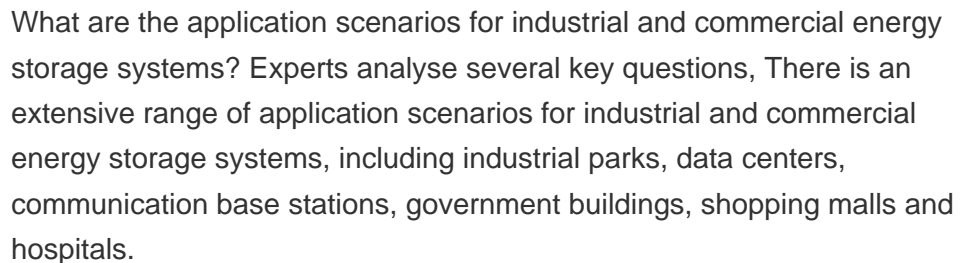 What are the application scenarios for industrial and commercial energy
storage systems? Experts analyse several key questions, There is an
extensive range of application scenarios for industrial and commercial
energy storage systems, including industrial parks, data centers,
communication base stations, government buildings, shopping malls and
hospitals.